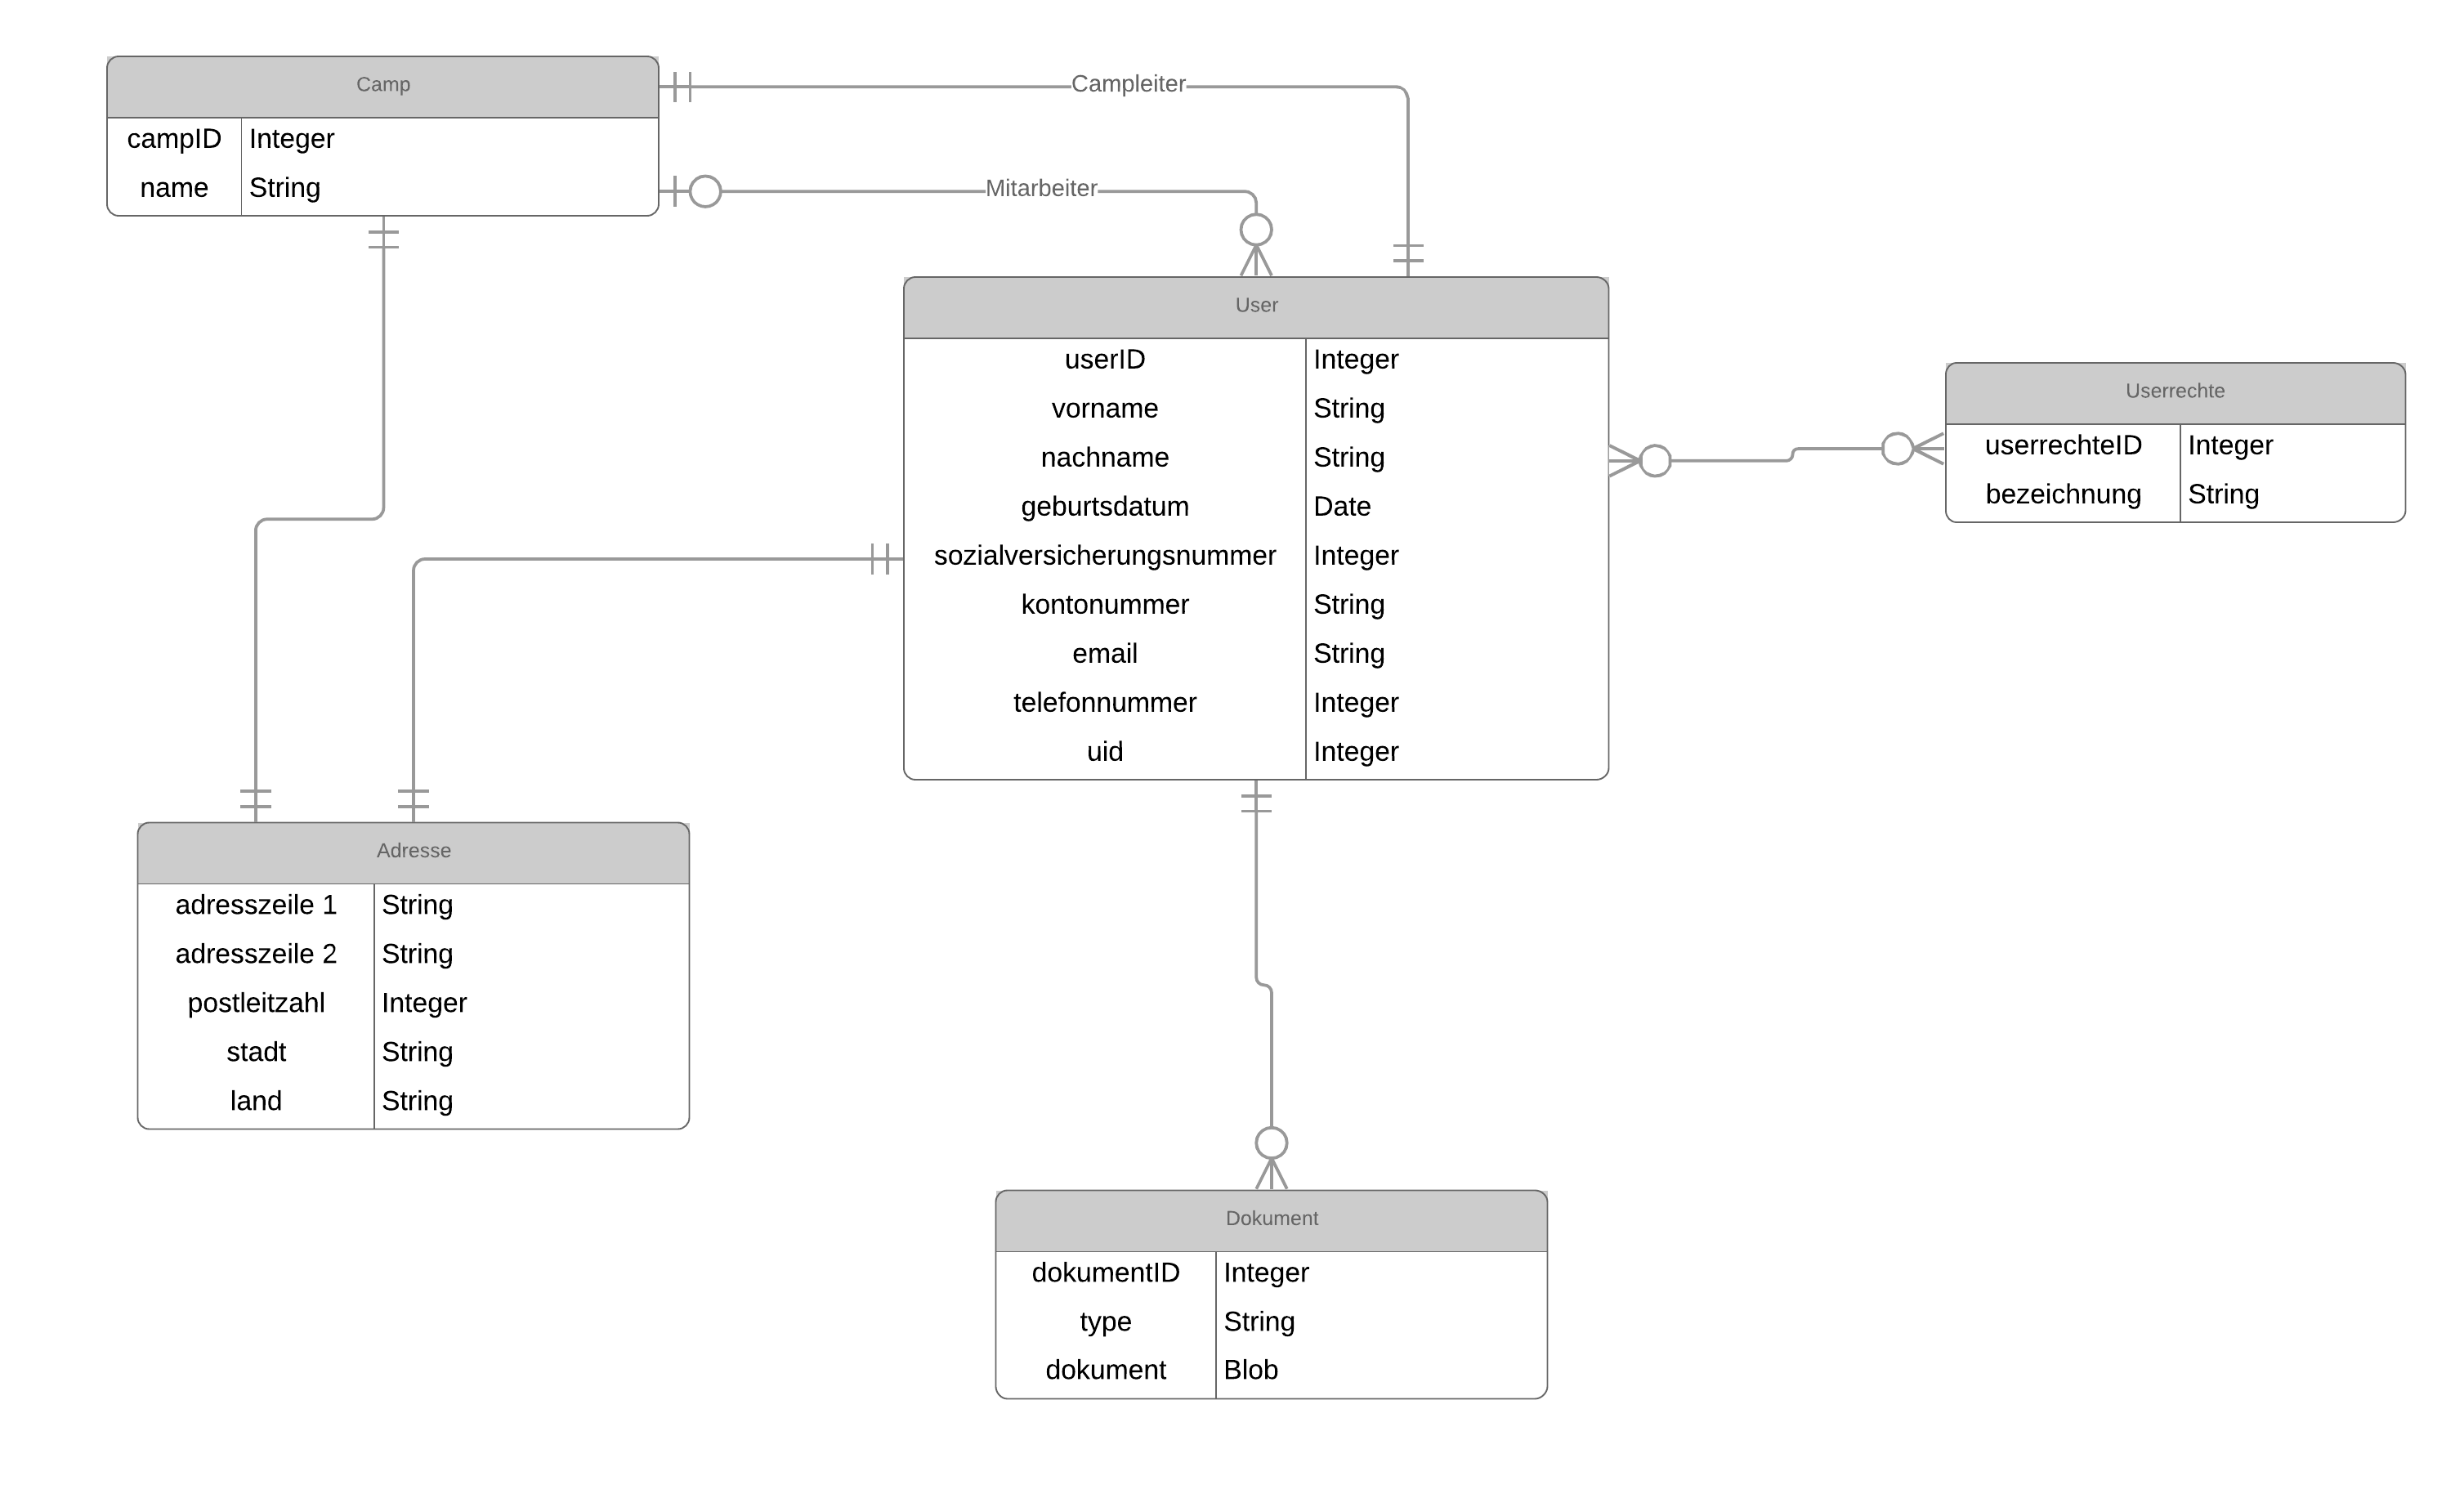 Camp
campID Integer
name String
Campleiter
Mitarbeiter
User
userID Integer
vorname String
nachname String
geburtsdatum Date
sozialversicherungsnummer Integer
kontonummer String
email String
telefonnummer Integer
uid Integer
Userrechte
userrechteID Integer
bezeichnung String
Adresse
adresszeile 1 String
adresszeile 2 String
postleitzahl Integer
stadt String
land String
Dokument
dokumentID Integer
type String
dokument Blob